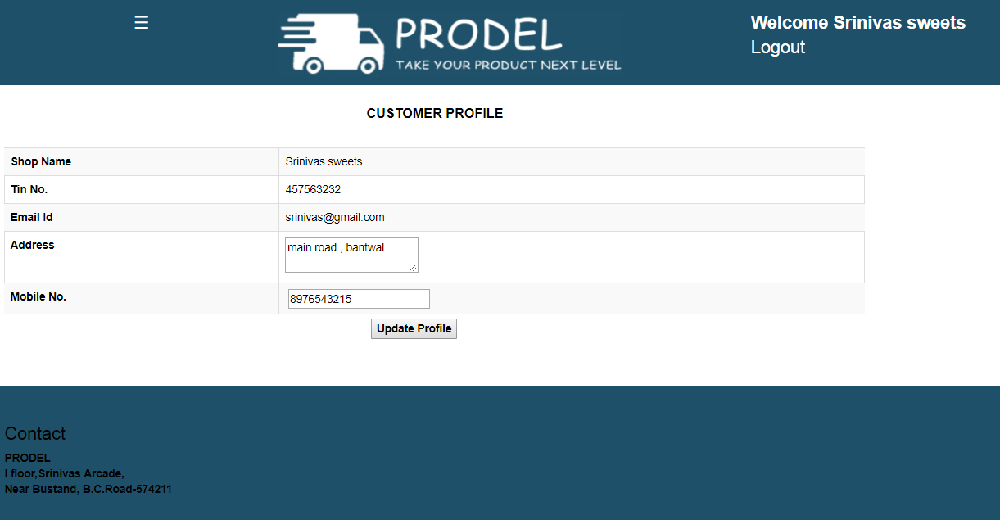 ☰
PRODEL
TAKE YOUR PRODUCT NEXT LEVEL
Welcome Srinivas sweets
Logout
CUSTOMER PROFILE
Shop Name Srinivas sweets
Tin No. 457563232
Email Id srinivas@gmail.com
Address main road , bantwal
Mobile No. 8976543215
Update Profile
Contact
PRODEL
I floor,Srinivas Arcade,
Near Bustand, B.C.Road-574211